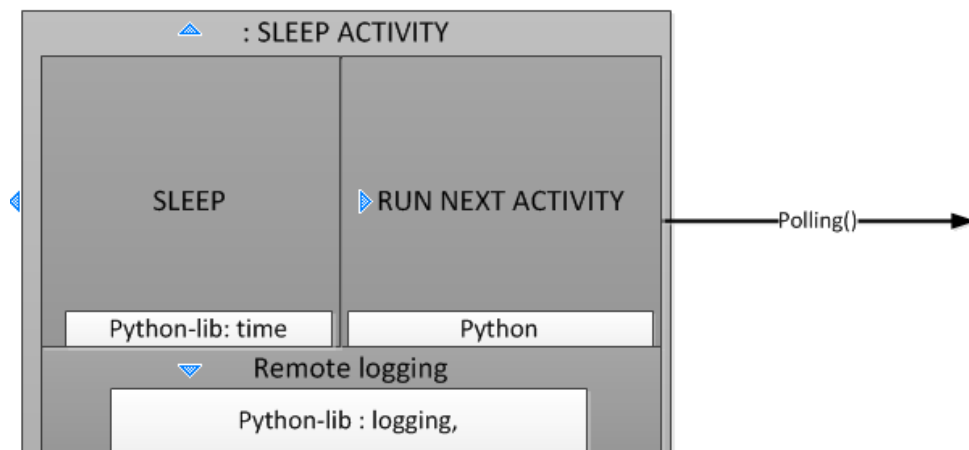 : SLEEP ACTIVITY
SLEEP
RUN NEXT ACTIVITY
Polling()
Python-lib: time
Python
Remote logging
Python-lib : logging,